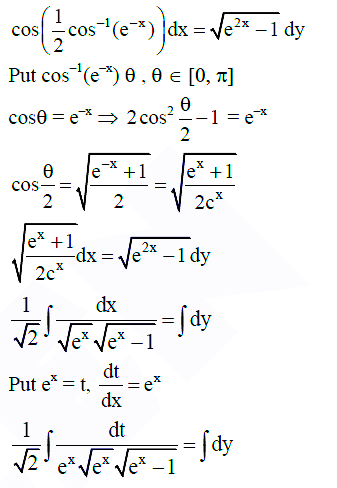 cos(1/2 cos⁻¹(e⁻ˣ))dx = √(e²ˣ − 1) dy
Put cos⁻¹(e⁻ˣ) θ , θ ∈ [0, π]
cosθ = e⁻ˣ ⇒ 2cos² θ/2 − 1 = e⁻ˣ
cos θ/2 = √((e⁻ˣ + 1)/2) = √((eˣ + 1)/(2cˣ))
√((eˣ + 1)/(2cˣ)) dx = √(e²ˣ − 1) dy
1/√2 ∫ dx/(√eˣ √(eˣ − 1)) = ∫ dy
Put eˣ = t, dt/dx = eˣ
1/√2 ∫ dt/(eˣ √eˣ √(eˣ − 1)) = ∫ dy